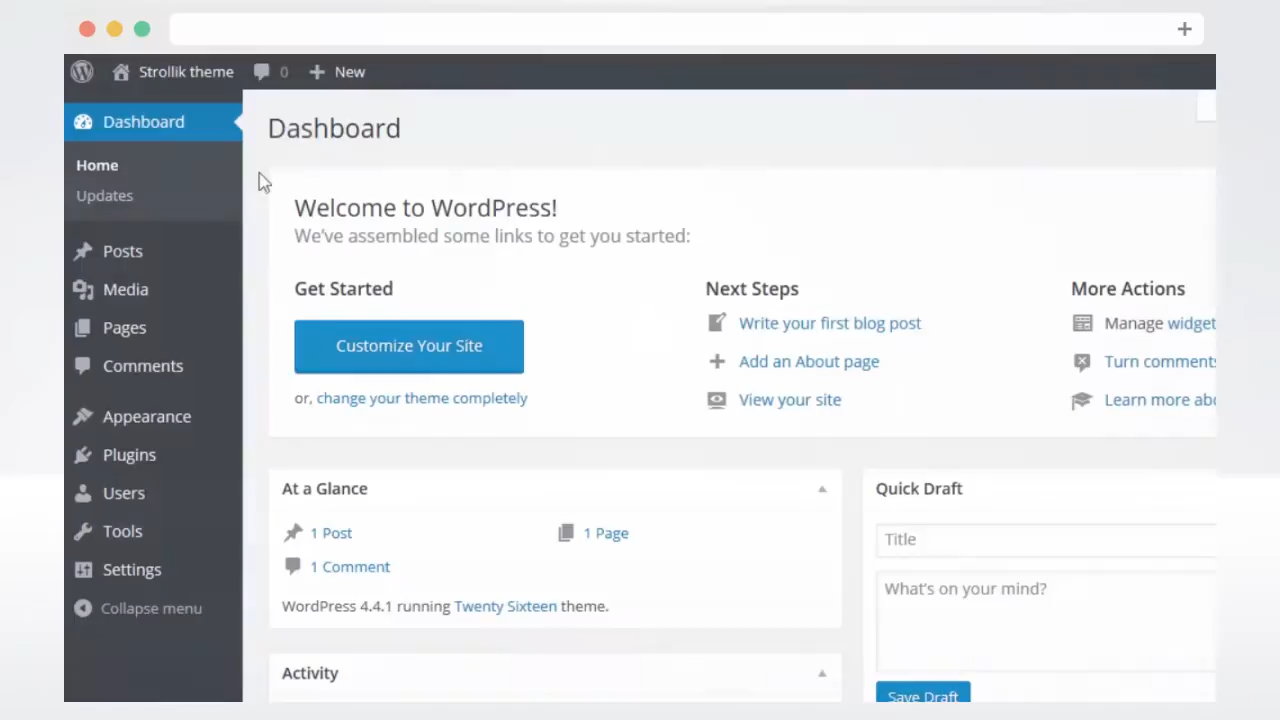 Strollik theme 0 New
Dashboard
Home
Updates
Posts
Media
Pages
Comments
Appearance
Plugins
Users
Tools
Settings
Collapse menu
Dashboard
Welcome to WordPress!
We've assembled some links to get you started:
Get Started
Customize Your Site
or, change your theme completely
Next Steps
Write your first blog post
Add an About page
View your site
More Actions
Manage widget
Turn comments
Learn more abo
At a Glance
1 Post
1 Page
1 Comment
WordPress 4.4.1 running Twenty Sixteen theme.
Activity
Quick Draft
Title
What's on your mind?
Save Draft